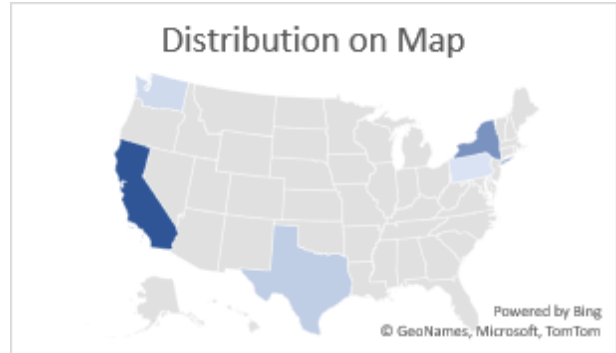 Distribution on Map
Powered by Bing
© GeoNames, Microsoft, TomTom